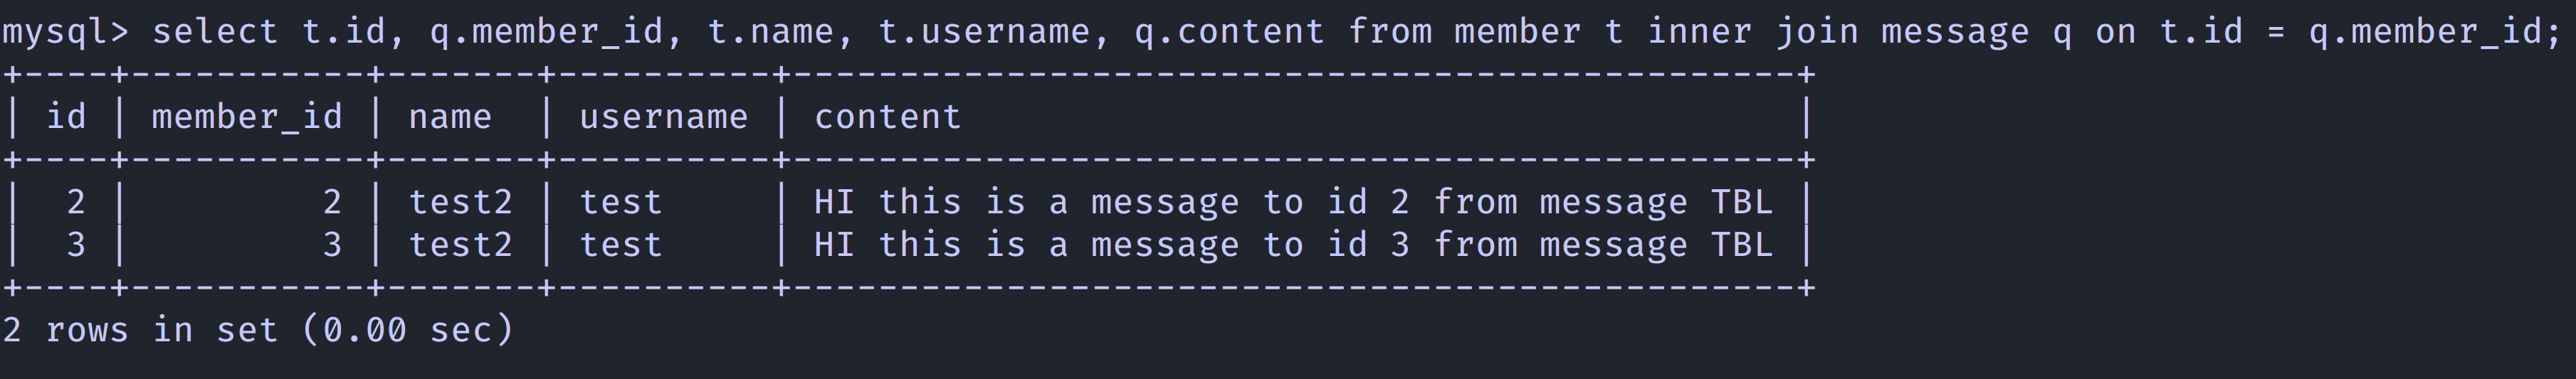 mysql> select t.id, q.member_id, t.name, t.username, q.content from member t inner join message q on t.id = q.member_id;
+----+-----------+-------+----------+-----------------------------------------------+
| id | member_id | name  | username | content                                       |
+----+-----------+-------+----------+-----------------------------------------------+
|  2 |         2 | test2 | test     | HI this is a message to id 2 from message TBL |
|  3 |         3 | test2 | test     | HI this is a message to id 3 from message TBL |
+----+-----------+-------+----------+-----------------------------------------------+
2 rows in set (0.00 sec)